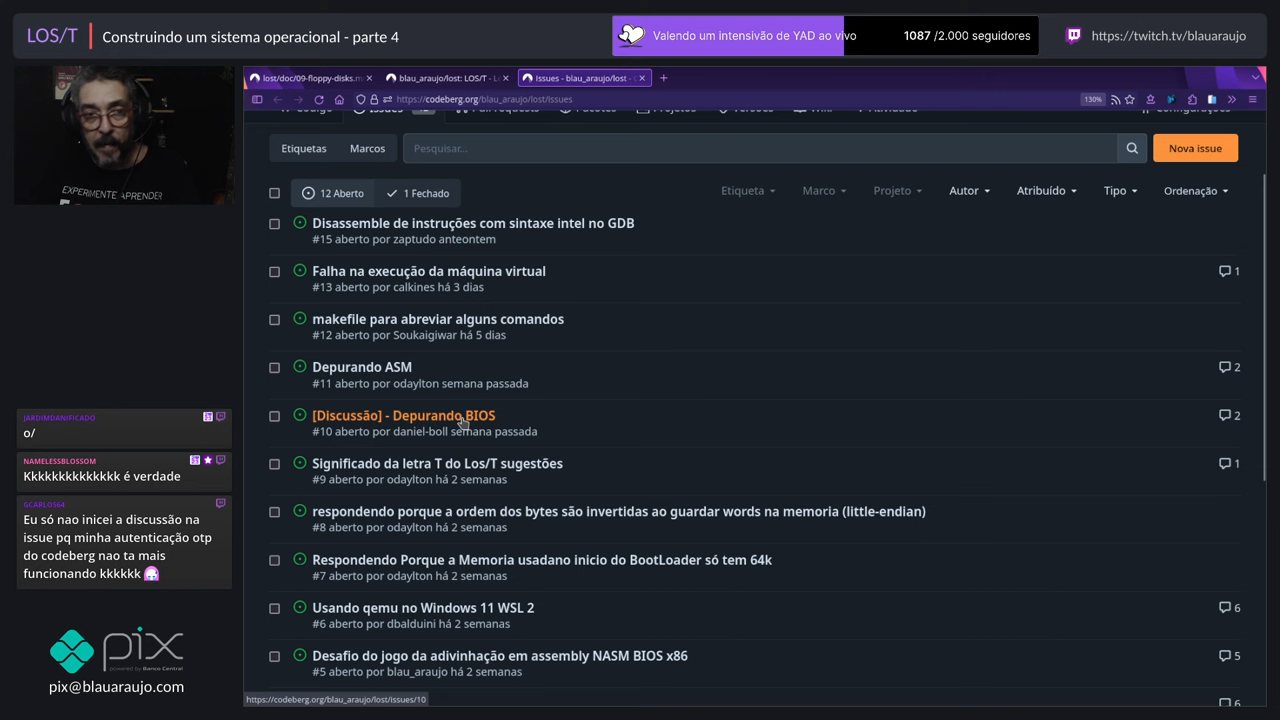 LOS/T
Construindo um sistema operacional - parte 4
Valendo um intensivão de YAD ao vivo
1087 /2.000 seguidores
https://twitch.tv/blauaraujo
lost/doc/09-floppy-disks.m
blau_araujo/lost: LOS/T - L
Issues - blau_araujo/lost -
https://codeberg.org/blau_araujo/lost/issues
130%
Etiquetas
Marcos
Pesquisar...
Nova issue
12 Aberto
1 Fechado
Etiqueta
Marco
Projeto
Autor
Atribuído
Tipo
Ordenação
Disassemble de instruções com sintaxe intel no GDB
#15 aberto por zaptudo anteontem
Falha na execução da máquina virtual
1
#13 aberto por calkines há 3 dias
makefile para abreviar alguns comandos
#12 aberto por Soukaigiwar há 5 dias
Depurando ASM
2
#11 aberto por odaylton semana passada
[Discussão] - Depurando BIOS
2
#10 aberto por daniel-boll semana passada
Significado da letra T do Los/T sugestões
1
#9 aberto por odaylton há 2 semanas
respondendo porque a ordem dos bytes são invertidas ao guardar words na memoria (little-endian)
#8 aberto por odaylton há 2 semanas
Respondendo Porque a Memoria usadano inicio do BootLoader só tem 64k
#7 aberto por odaylton há 2 semanas
Usando qemu no Windows 11 WSL 2
6
#6 aberto por dbalduini há 2 semanas
Desafio do jogo da adivinhação em assembly NASM BIOS x86
5
#5 aberto por blau_araujo há 2 semanas
6
https://codeberg.org/blau_araujo/lost/issues/10
EXPERIMENTE APRENDER
JARDIMDANIFICADO
o/
NAMELESSBLOSSOM
Kkkkkkkkkkkkk é verdade
GCARLO364
Eu só nao inicei a discussão na
issue pq minha autenticação otp
do codeberg nao ta mais
funcionando kkkkkk
pix
powered by Banco Central
pix@blauaraujo.com